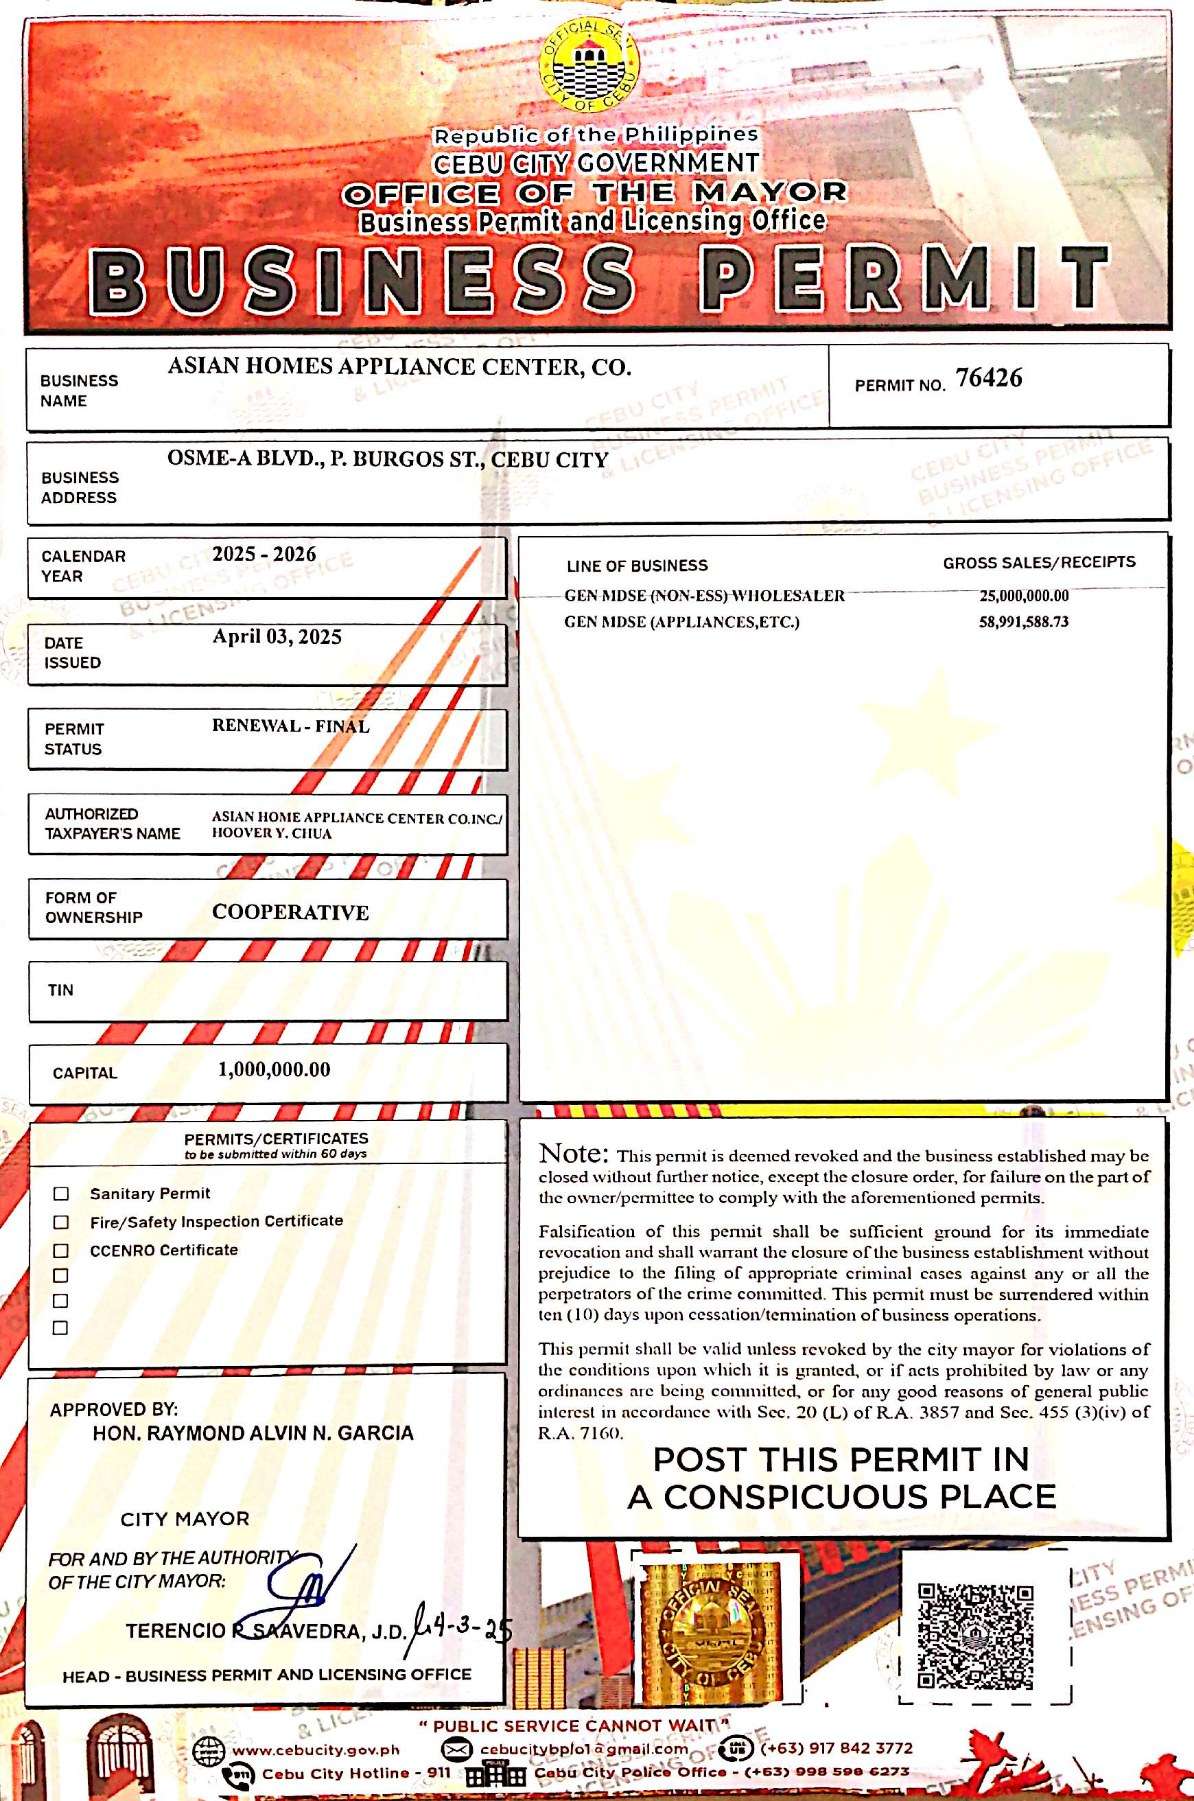 OFFICIAL SEAL
CITY OF CEBU
Republic of the Philippines
CEBU CITY GOVERNMENT
OFFICE OF THE MAYOR
Business Permit and Licensing Office
BUSINESS PERMIT
BUSINESS NAME
ASIAN HOMES APPLIANCE CENTER, CO.
PERMIT NO. 76426
BUSINESS ADDRESS
OSME-A BLVD., P. BURGOS ST., CEBU CITY
CALENDAR YEAR
2025 - 2026
DATE ISSUED
April 03, 2025
PERMIT STATUS
RENEWAL - FINAL
AUTHORIZED TAXPAYER'S NAME
ASIAN HOME APPLIANCE CENTER CO.INC./
HOOVER Y. CHUA
FORM OF OWNERSHIP
COOPERATIVE
TIN
CAPITAL
1,000,000.00
LINE OF BUSINESS GROSS SALES/RECEIPTS
GEN MDSE (NON-ESS) WHOLESALER 25,000,000.00
GEN MDSE (APPLIANCES,ETC.) 58,991,588.73
PERMITS/CERTIFICATES
to be submitted within 60 days
Sanitary Permit
Fire/Safety Inspection Certificate
CCENRO Certificate
Note: This permit is deemed revoked and the business established may be
closed without further notice, except the closure order, for failure on the part of
the owner/permittee to comply with the aforementioned permits.
Falsification of this permit shall be sufficient ground for its immediate
revocation and shall warrant the closure of the business establishment without
prejudice to the filing of appropriate criminal cases against any or all the
perpetrators of the crime committed. This permit must be surrendered within
ten (10) days upon cessation/termination of business operations.
This permit shall be valid unless revoked by the city mayor for violations of
the conditions upon which it is granted, or if acts prohibited by law or any
ordinances are being committed, or for any good reasons of general public
interest in accordance with Sec. 20 (L) of R.A. 3857 and Sec. 455 (3)(iv) of
R.A. 7160.
POST THIS PERMIT IN
A CONSPICUOUS PLACE
APPROVED BY:
HON. RAYMOND ALVIN N. GARCIA
CITY MAYOR
FOR AND BY THE AUTHORITY
OF THE CITY MAYOR:
TERENCIO R. SAAVEDRA, J.D. 4-3-25
HEAD - BUSINESS PERMIT AND LICENSING OFFICE
OFFICIAL SEAL
CITY OF CEBU
" PUBLIC SERVICE CANNOT WAIT "
www.cebucity.gov.ph cebucitybplo1@gmail.com CALL US (+63) 917 842 3772
911 Cebu City Hotline - 911 Cebu City Police Office - (+63) 998 598 6273
CEBU CITY
BUSINESS PERMIT
& LICENSING OFFICE